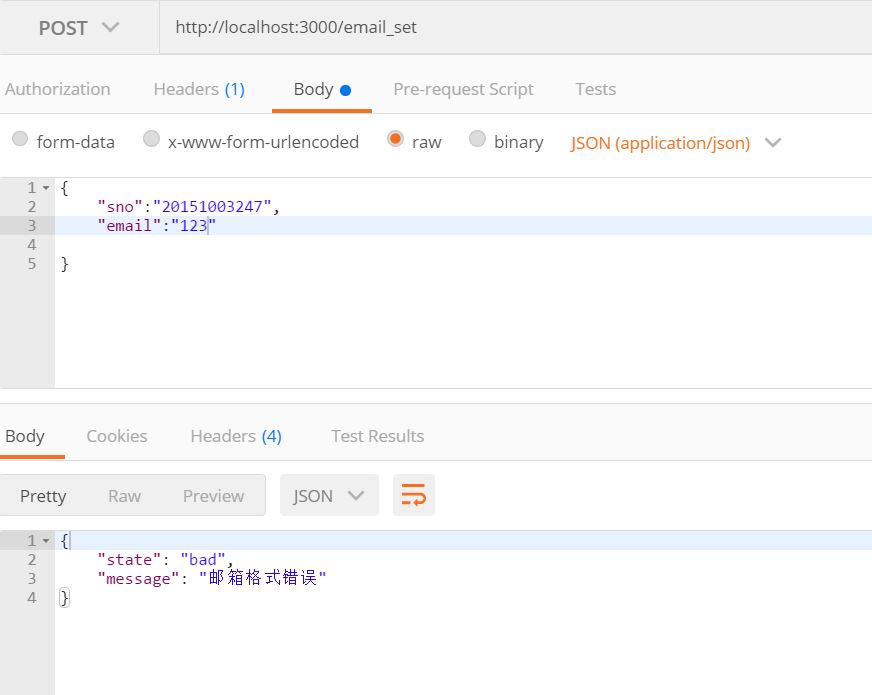 POST http://localhost:3000/email_set
Authorization Headers (1) Body Pre-request Script Tests
form-data x-www-form-urlencoded raw binary JSON (application/json)
1 {
2 "sno":"20151003247",
3 "email":"123"
4
5 }
Body Cookies Headers (4) Test Results
Pretty Raw Preview JSON
1 {
2 "state": "bad",
3 "message": "邮箱格式错误"
4 }